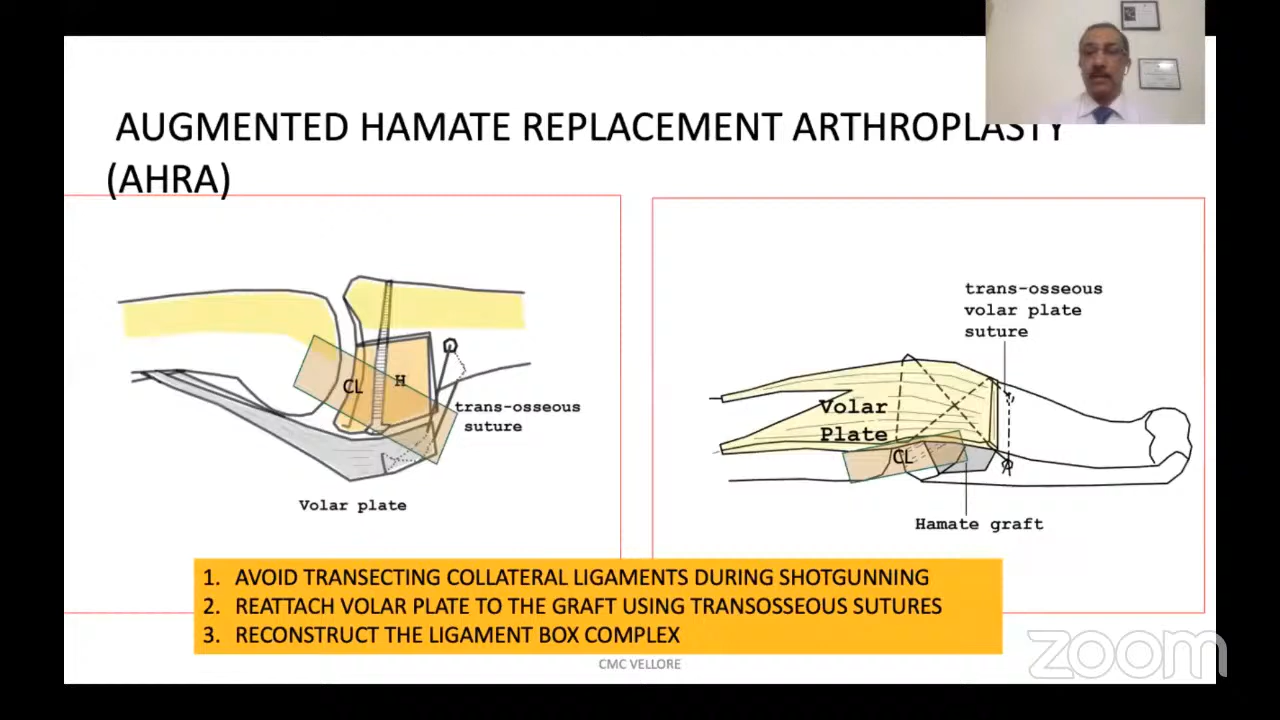 AUGMENTED HAMATE REPLACEMENT ARTHROPLASTY
(AHRA)
CL
H
trans-osseous
suture
Volar plate
trans-osseous
volar plate
suture
Volar
Plate
CL
Hamate graft
1. AVOID TRANSECTING COLLATERAL LIGAMENTS DURING SHOTGUNNING
2. REATTACH VOLAR PLATE TO THE GRAFT USING TRANSOSSEOUS SUTURES
3. RECONSTRUCT THE LIGAMENT BOX COMPLEX
CMC VELLORE
zoom